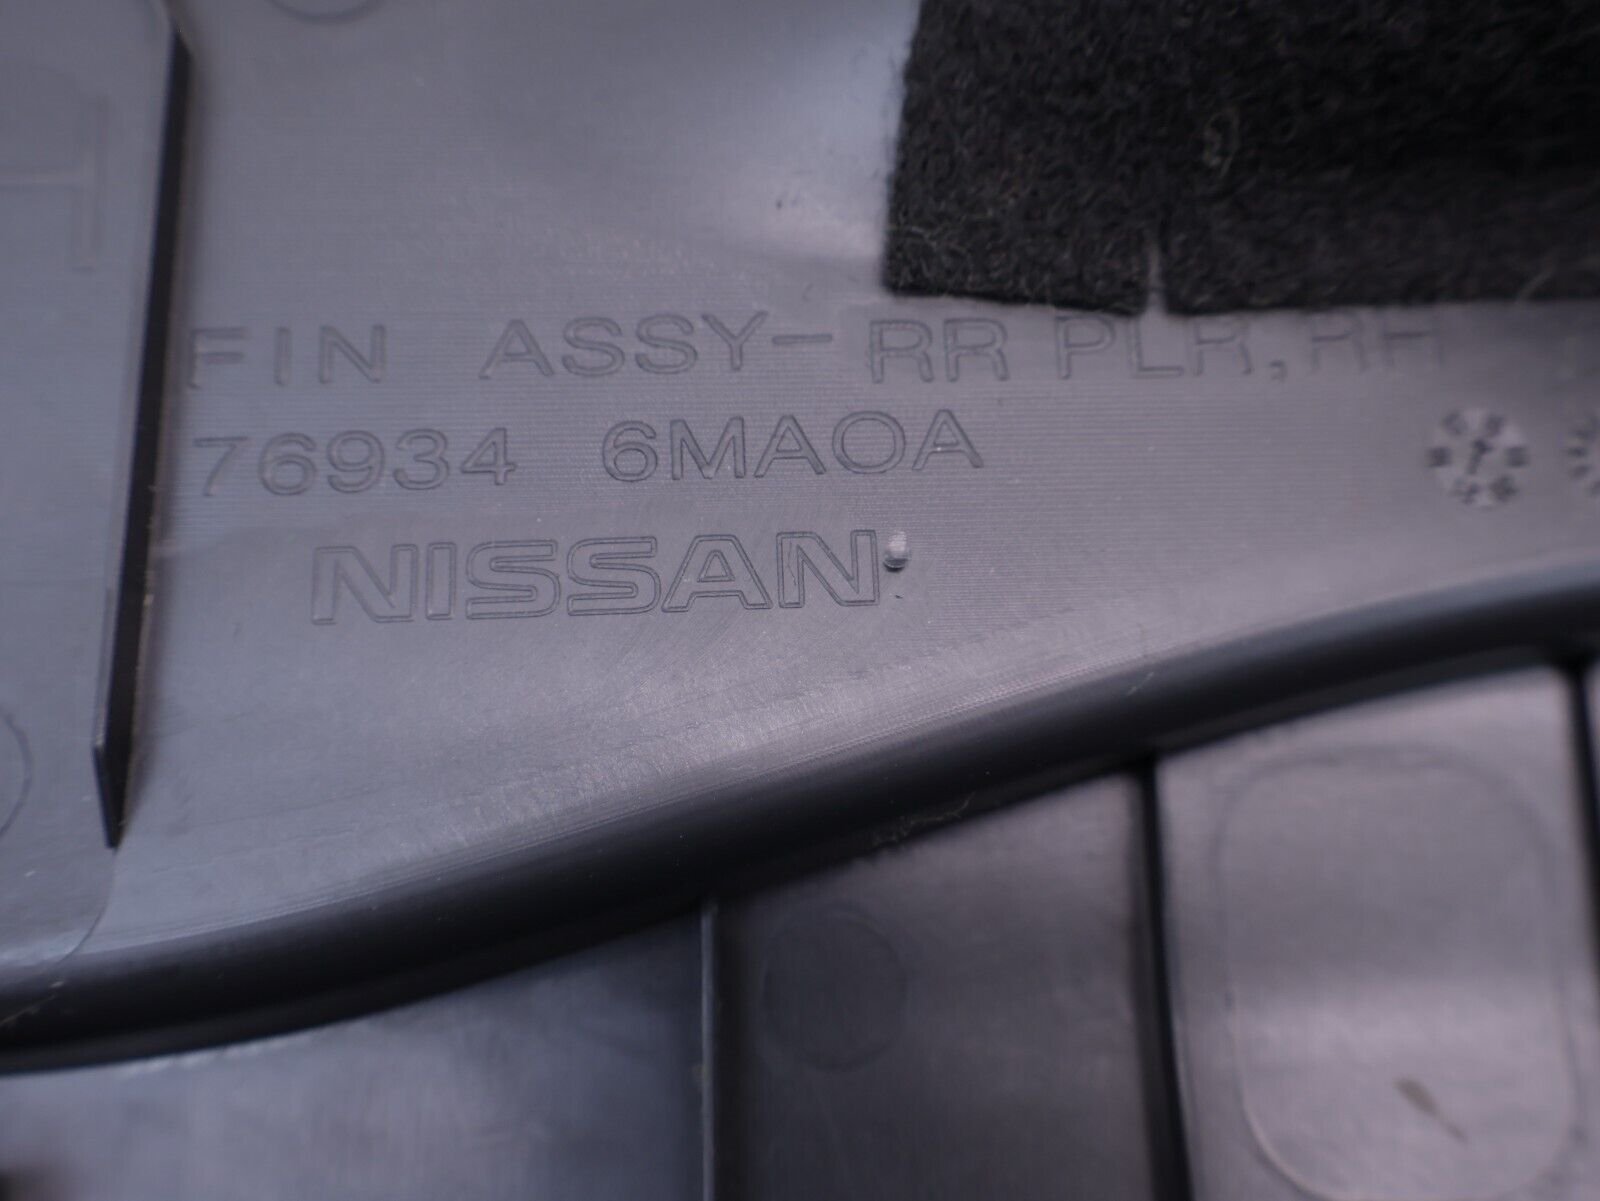 FIN ASSY-RR PLR, RH
76934 6MA0A
NISSAN